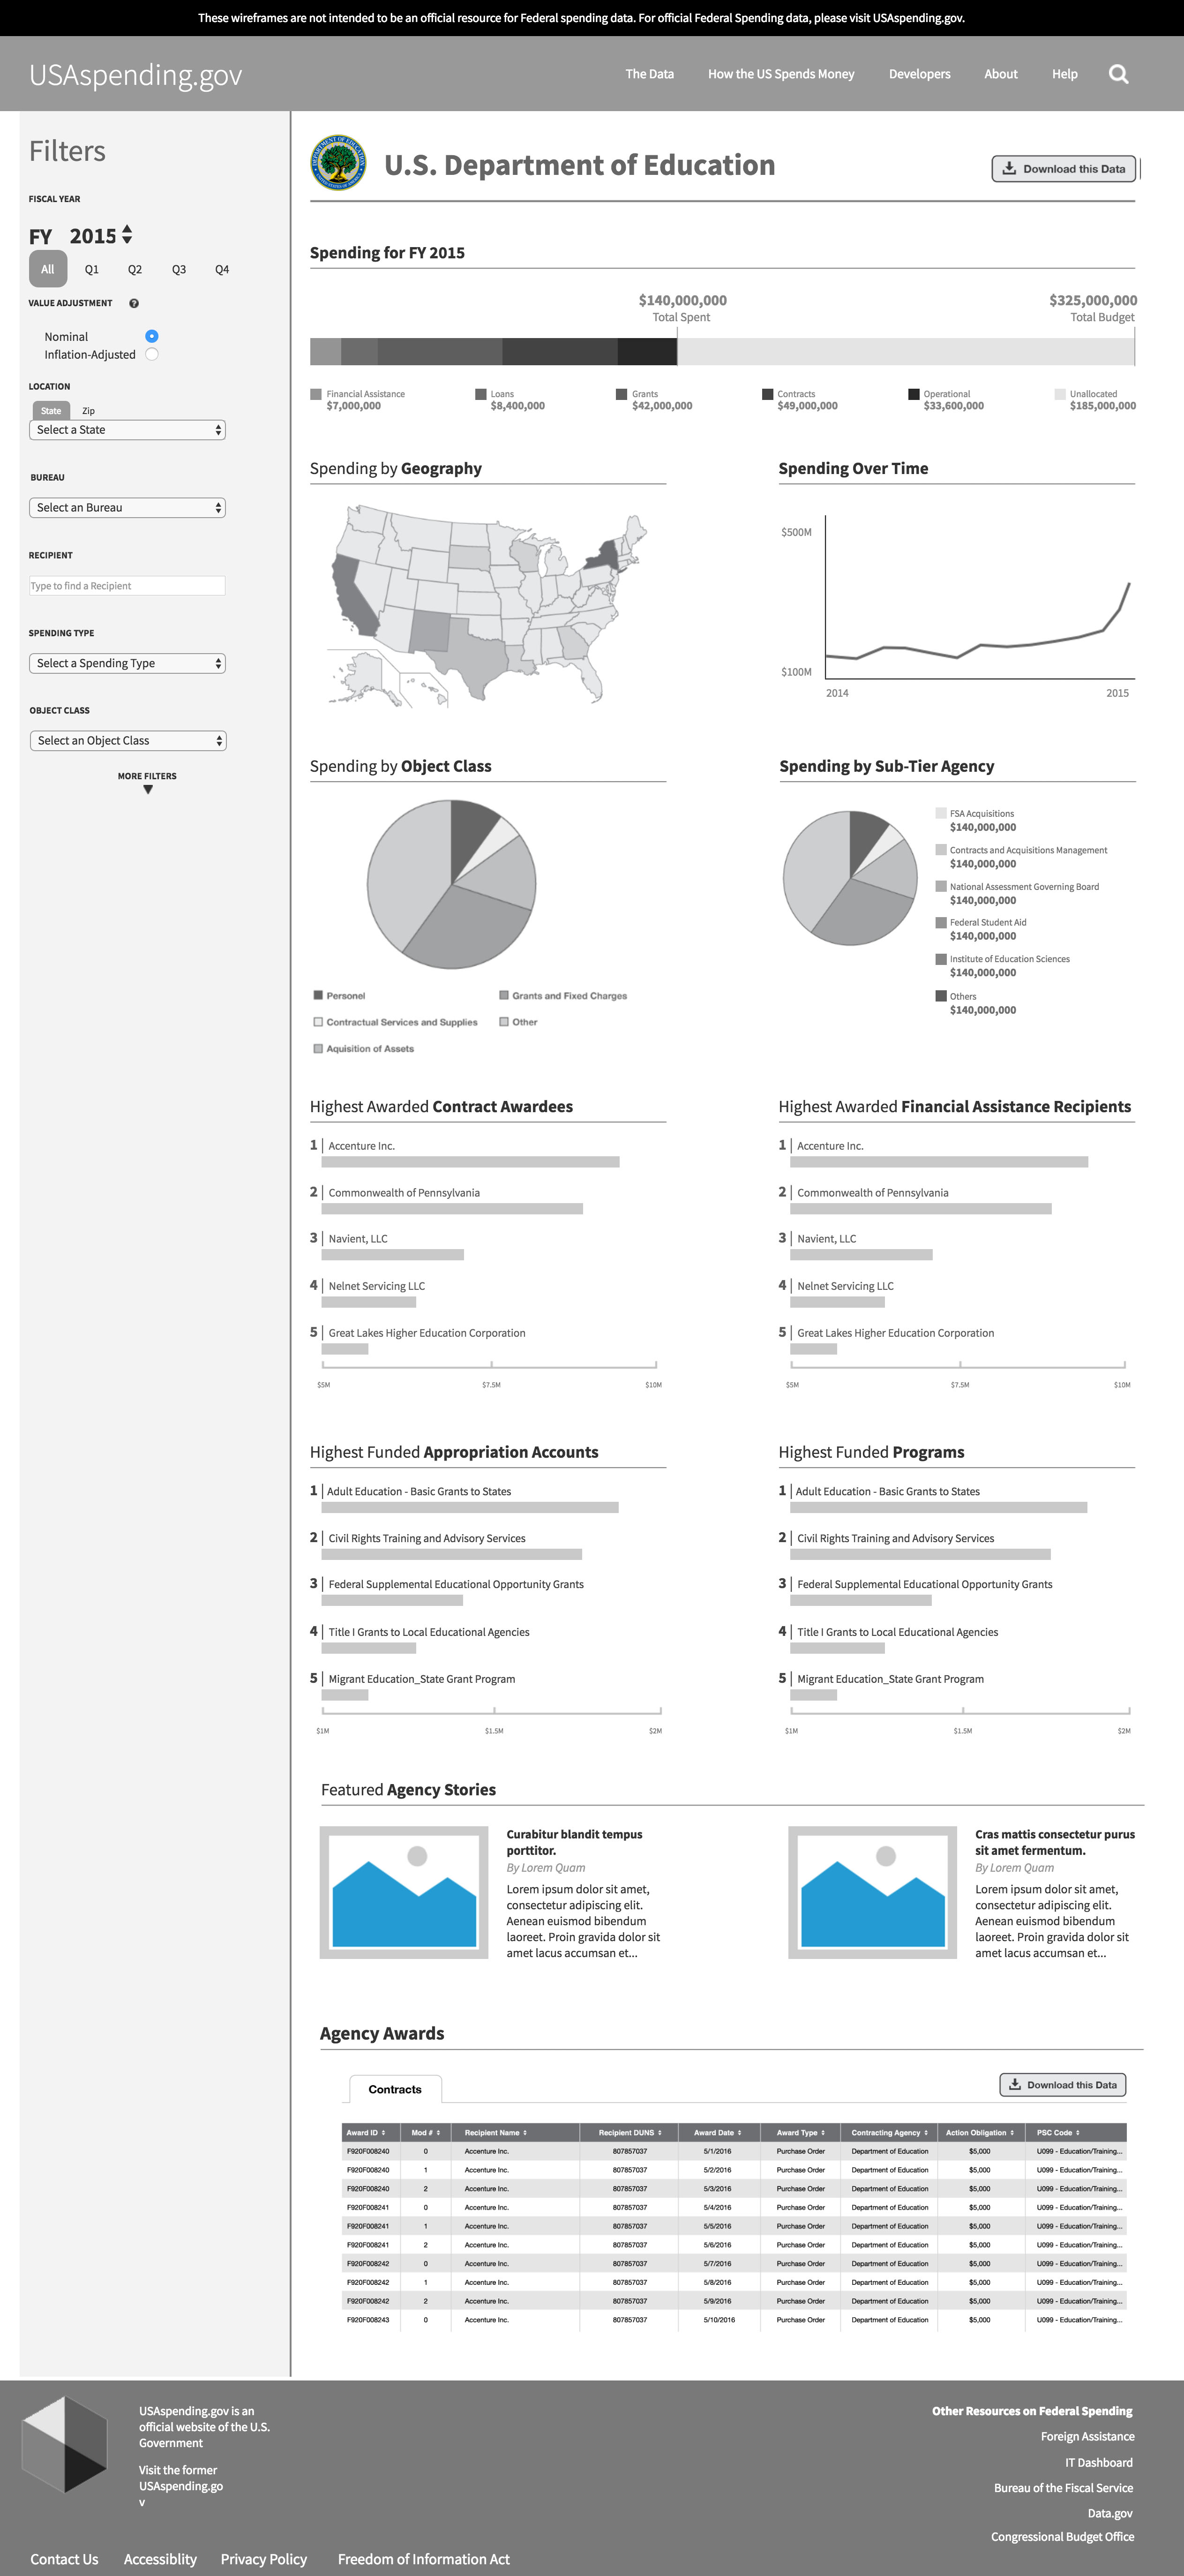 These wireframes are not intended to be an official resource for Federal spending data. For official Federal Spending data, please visit USAspending.gov.
USAspending.gov
The Data
How the US Spends Money
Developers
About
Help
Filters
FISCAL YEAR
FY 2015
All Q1 Q2 Q3 Q4
VALUE ADJUSTMENT ?
Nominal
Inflation-Adjusted
LOCATION
State Zip
Select a State
BUREAU
Select an Bureau
RECIPIENT
Type to find a Recipient
SPENDING TYPE
Select a Spending Type
OBJECT CLASS
Select an Object Class
MORE FILTERS
U.S. Department of Education
Download this Data
Spending for FY 2015
$140,000,000
Total Spent
$325,000,000
Total Budget
Financial Assistance
$7,000,000
Loans
$8,400,000
Grants
$42,000,000
Contracts
$49,000,000
Operational
$33,600,000
Unallocated
$185,000,000
Spending by Geography
Spending Over Time
$500M
$100M
2014
2015
Spending by Object Class
Personel
Grants and Fixed Charges
Contractual Services and Supplies
Other
Aquisition of Assets
Spending by Sub-Tier Agency
FSA Acquisitions
$140,000,000
Contracts and Acquisitions Management
$140,000,000
National Assessment Governing Board
$140,000,000
Federal Student Aid
$140,000,000
Institute of Education Sciences
$140,000,000
Others
$140,000,000
Highest Awarded Contract Awardees
1 Accenture Inc.
2 Commonwealth of Pennsylvania
3 Navient, LLC
4 Nelnet Servicing LLC
5 Great Lakes Higher Education Corporation
$5M $7.5M $10M
Highest Awarded Financial Assistance Recipients
1 Accenture Inc.
2 Commonwealth of Pennsylvania
3 Navient, LLC
4 Nelnet Servicing LLC
5 Great Lakes Higher Education Corporation
$5M $7.5M $10M
Highest Funded Appropriation Accounts
1 Adult Education - Basic Grants to States
2 Civil Rights Training and Advisory Services
3 Federal Supplemental Educational Opportunity Grants
4 Title I Grants to Local Educational Agencies
5 Migrant Education_State Grant Program
$1M $1.5M $2M
Highest Funded Programs
1 Adult Education - Basic Grants to States
2 Civil Rights Training and Advisory Services
3 Federal Supplemental Educational Opportunity Grants
4 Title I Grants to Local Educational Agencies
5 Migrant Education_State Grant Program
$1M $1.5M $2M
Featured Agency Stories
Curabitur blandit tempus
porttitor.
By Lorem Quam
Lorem ipsum dolor sit amet,
consectetur adipiscing elit.
Aenean euismod bibendum
laoreet. Proin gravida dolor sit
amet lacus accumsan et...
Cras mattis consectetur purus
sit amet fermentum.
By Lorem Quam
Lorem ipsum dolor sit amet,
consectetur adipiscing elit.
Aenean euismod bibendum
laoreet. Proin gravida dolor sit
amet lacus accumsan et...
Agency Awards
Contracts
Download this Data
Award ID Mod # Recipient Name Recipient DUNS Award Date Award Type Contracting Agency Action Obligation PSC Code
F920F008240 0 Accenture Inc. 807857037 5/1/2016 Purchase Order Department of Education $5,000 U099 - Education/Training...
F920F008240 1 Accenture Inc. 807857037 5/2/2016 Purchase Order Department of Education $5,000 U099 - Education/Training...
F920F008240 2 Accenture Inc. 807857037 5/3/2016 Purchase Order Department of Education $5,000 U099 - Education/Training...
F920F008241 0 Accenture Inc. 807857037 5/4/2016 Purchase Order Department of Education $5,000 U099 - Education/Training...
F920F008241 1 Accenture Inc. 807857037 5/5/2016 Purchase Order Department of Education $5,000 U099 - Education/Training...
F920F008241 2 Accenture Inc. 807857037 5/6/2016 Purchase Order Department of Education $5,000 U099 - Education/Training...
F920F008242 0 Accenture Inc. 807857037 5/7/2016 Purchase Order Department of Education $5,000 U099 - Education/Training...
F920F008242 1 Accenture Inc. 807857037 5/8/2016 Purchase Order Department of Education $5,000 U099 - Education/Training...
F920F008242 2 Accenture Inc. 807857037 5/9/2016 Purchase Order Department of Education $5,000 U099 - Education/Training...
F920F008243 0 Accenture Inc. 807857037 5/10/2016 Purchase Order Department of Education $5,000 U099 - Education/Training...
USAspending.gov is an
official website of the U.S.
Government
Visit the former
USAspending.go
v
Other Resources on Federal Spending
Foreign Assistance
IT Dashboard
Bureau of the Fiscal Service
Data.gov
Congressional Budget Office
Contact Us
Accessiblity
Privacy Policy
Freedom of Information Act